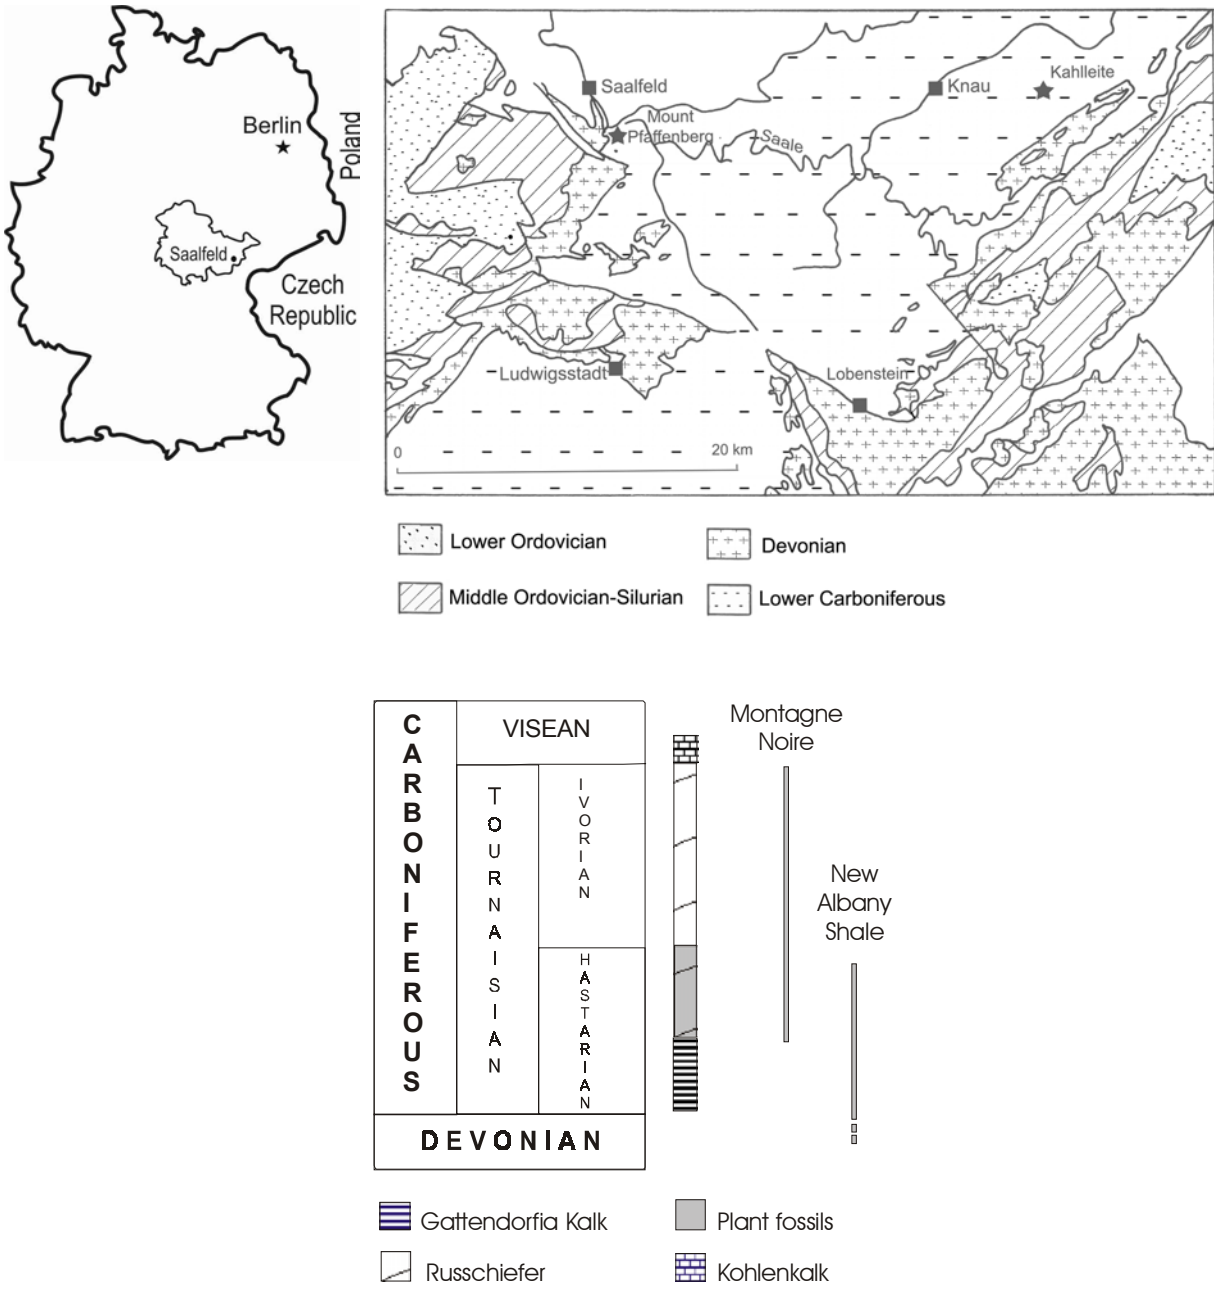 Berlin
Poland
Saalfeld
Czech
Republic
Saalfeld
Knau
Kahlleite
Mount
Pfaffenberg
Saale
Ludwigsstadt
Lobenstein
0
20 km
Lower Ordovician
Devonian
Middle Ordovician-Silurian
Lower Carboniferous
CARBONIFEROUS
VISEAN
TOURNAISIAN
IVORIAN
HASTARIAN
DEVONIAN
Montagne
Noire
New
Albany
Shale
Gattendorfia Kalk
Plant fossils
Russchiefer
Kohlenkalk